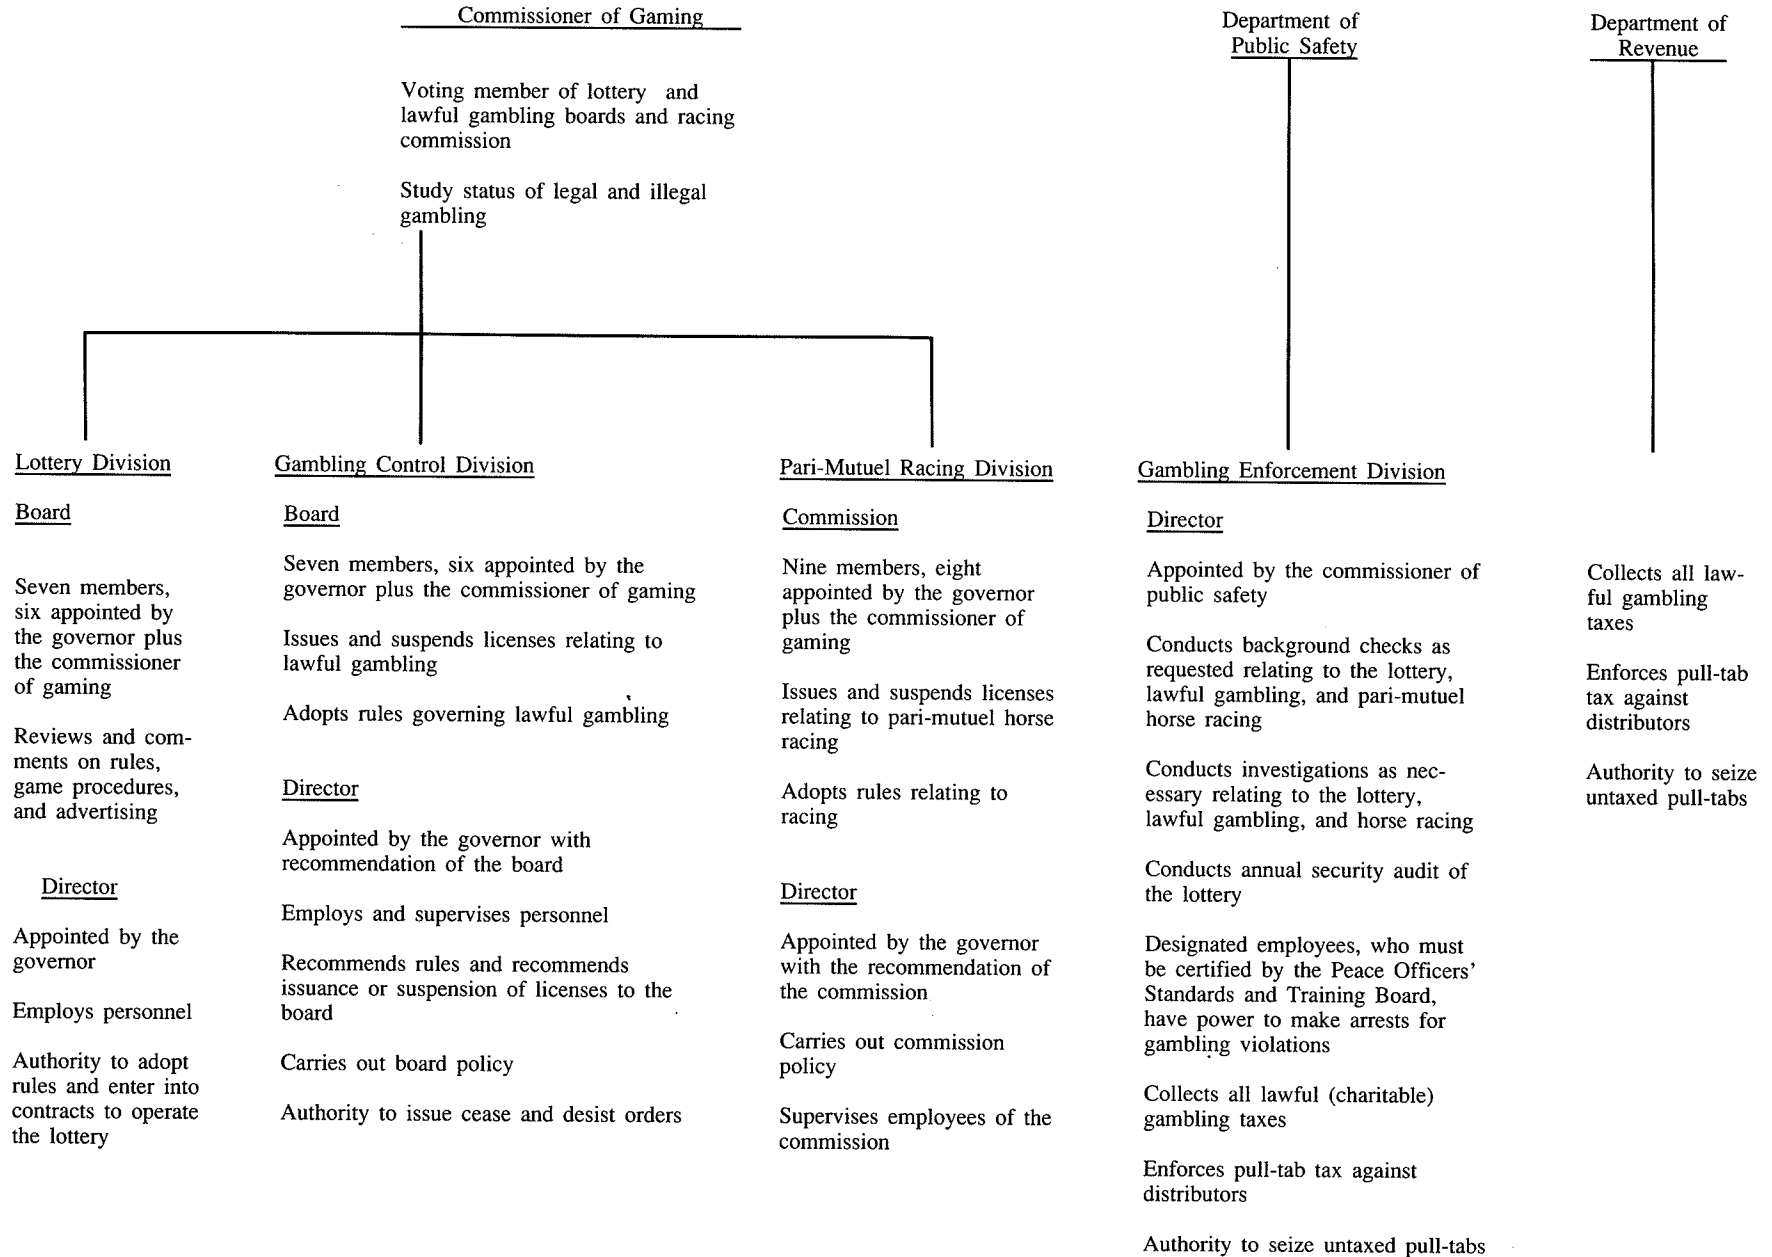 Commissioner of Gaming
Voting member of lottery and
lawful gambling boards and racing
commission
Study status of legal and illegal
gambling
Department of
Public Safety
Department of
Revenue
Lottery Division
Board
Seven members,
six appointed by
the governor plus
the commissioner
of gaming
Reviews and com-
ments on rules,
game procedures,
and advertising
Director
Appointed by the
governor
Employs personnel
Authority to adopt
rules and enter into
contracts to operate
the lottery
Gambling Control Division
Board
Seven members, six appointed by the
governor plus the commissioner of gaming
Issues and suspends licenses relating to
lawful gambling
Adopts rules governing lawful gambling
Director
Appointed by the governor with
recommendation of the board
Employs and supervises personnel
Recommends rules and recommends
issuance or suspension of licenses to the
board
Carries out board policy
Authority to issue cease and desist orders
Pari-Mutuel Racing Division
Commission
Nine members, eight
appointed by the governor
plus the commissioner of
gaming
Issues and suspends licenses
relating to pari-mutuel horse
racing
Adopts rules relating to
racing
Director
Appointed by the governor
with the recommendation of
the commission
Carries out commission
policy
Supervises employees of the
commission
Gambling Enforcement Division
Director
Appointed by the commissioner of
public safety
Conducts background checks as
requested relating to the lottery,
lawful gambling, and pari-mutuel
horse racing
Conducts investigations as nec-
essary relating to the lottery,
lawful gambling, and horse racing
Conducts annual security audit of
the lottery
Designated employees, who must
be certified by the Peace Officers'
Standards and Training Board,
have power to make arrests for
gambling violations
Collects all lawful (charitable)
gambling taxes
Enforces pull-tab tax against
distributors
Authority to seize untaxed pull-tabs
Collects all law-
ful gambling
taxes
Enforces pull-tab
tax against
distributors
Authority to seize
untaxed pull-tabs